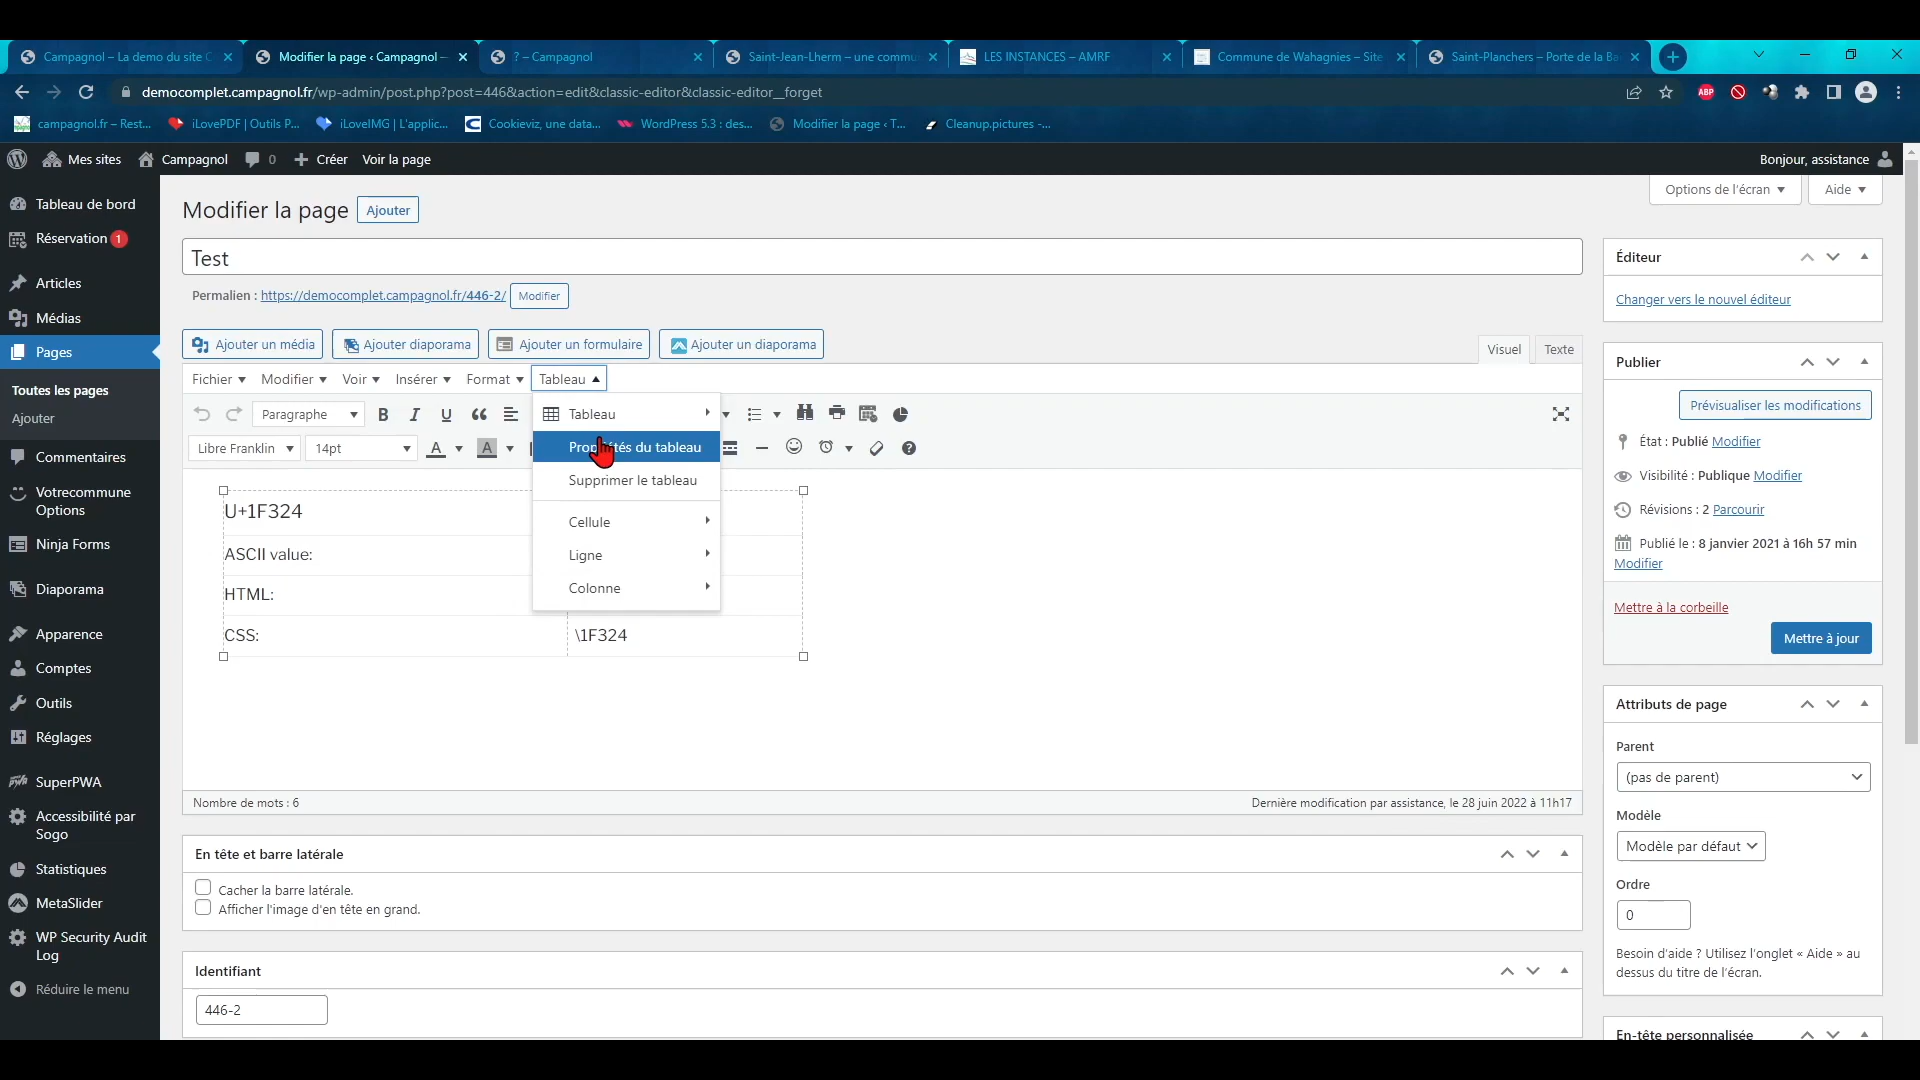 Campagnol – La demo du site C
Modifier la page ‹ Campagnol —
? – Campagnol
Saint-Jean-Lherm – une commu
LES INSTANCES – AMRF
Commune de Wahagnies – Site
Saint-Planchers – Porte de la Ba
democomplet.campagnol.fr/wp-admin/post.php?post=446&action=edit&classic-editor&classic-editor__forget
ABP
campagnol.fr – Rest...
iLovePDF | Outils P...
iLoveIMG | L'applic...
Cookieviz, une data...
WordPress 5.3 : des...
Modifier la page ‹ T...
Cleanup.pictures -...
Mes sites
Campagnol
0
Créer
Voir la page
Bonjour, assistance
Tableau de bord
Réservation 1
Articles
Médias
Pages
Toutes les pages
Ajouter
Commentaires
Votrecommune
Options
Ninja Forms
Diaporama
Apparence
Comptes
Outils
Réglages
SuperPWA
Accessibilité par
Sogo
Statistiques
MetaSlider
WP Security Audit
Log
Réduire le menu
Options de l'écran
Aide
Modifier la page
Ajouter
Test
Permalien : https://democomplet.campagnol.fr/446-2/
Modifier
Ajouter un média
Ajouter diaporama
Ajouter un formulaire
Ajouter un diaporama
Visuel
Texte
Fichier
Modifier
Voir
Insérer
Format
Tableau
Paragraphe
B I U
Libre Franklin
14pt
A
A
Tableau
Propriétés du tableau
Supprimer le tableau
Cellule
Ligne
Colonne
U+1F324
ASCII value:
HTML:
CSS:
\1F324
Nombre de mots : 6
Dernière modification par assistance, le 28 juin 2022 à 11h17
En tête et barre latérale
Cacher la barre latérale.
Afficher l'image d'en tête en grand.
Identifiant
446-2
Éditeur
Changer vers le nouvel éditeur
Publier
Prévisualiser les modifications
État : Publié Modifier
Visibilité : Publique Modifier
Révisions : 2 Parcourir
Publié le : 8 janvier 2021 à 16h 57 min
Modifier
Mettre à la corbeille
Mettre à jour
Attributs de page
Parent
(pas de parent)
Modèle
Modèle par défaut
Ordre
0
Besoin d'aide ? Utilisez l'onglet « Aide » au
dessus du titre de l'écran.
En-tête personnalisée